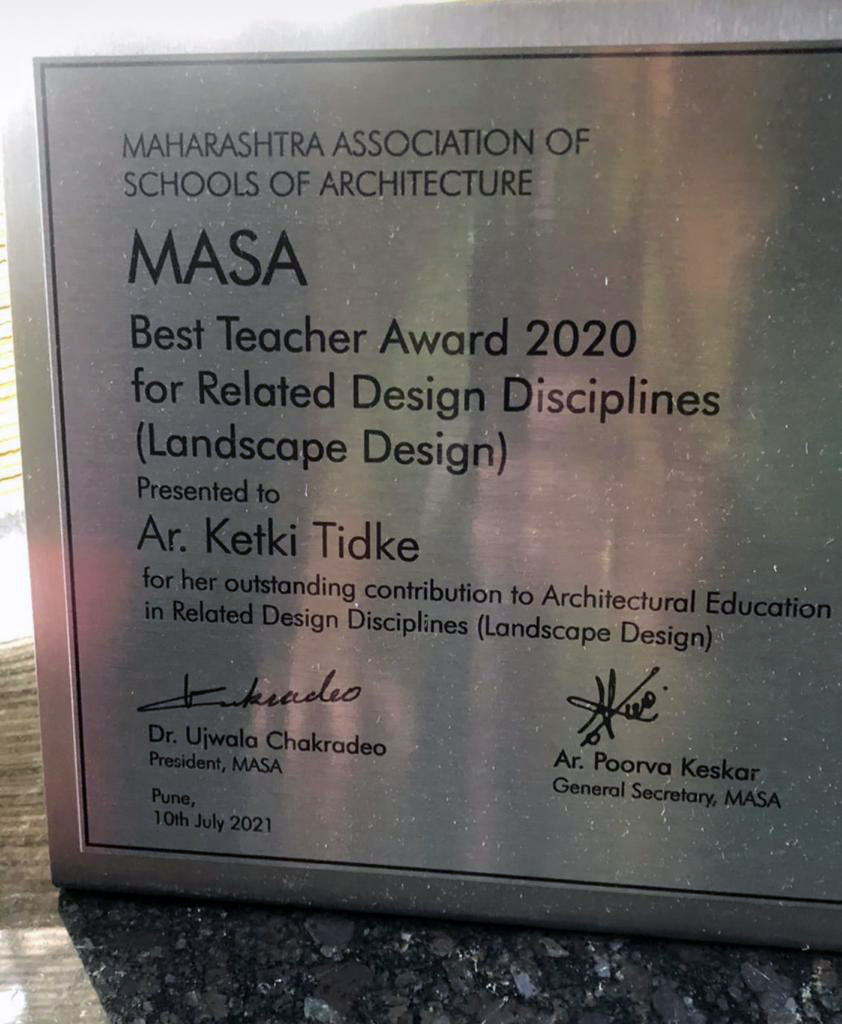 MAHARASHTRA ASSOCIATION OF
SCHOOLS OF ARCHITECTURE
MASA
Best Teacher Award 2020
for Related Design Disciplines
(Landscape Design)
Presented to
Ar. Ketki Tidke
for her outstanding contribution to Architectural Education
in Related Design Disciplines (Landscape Design)
Dr. Ujwala Chakradeo
President, MASA
Pune,
10th July 2021
Ar. Poorva Keskar
General Secretary, MASA